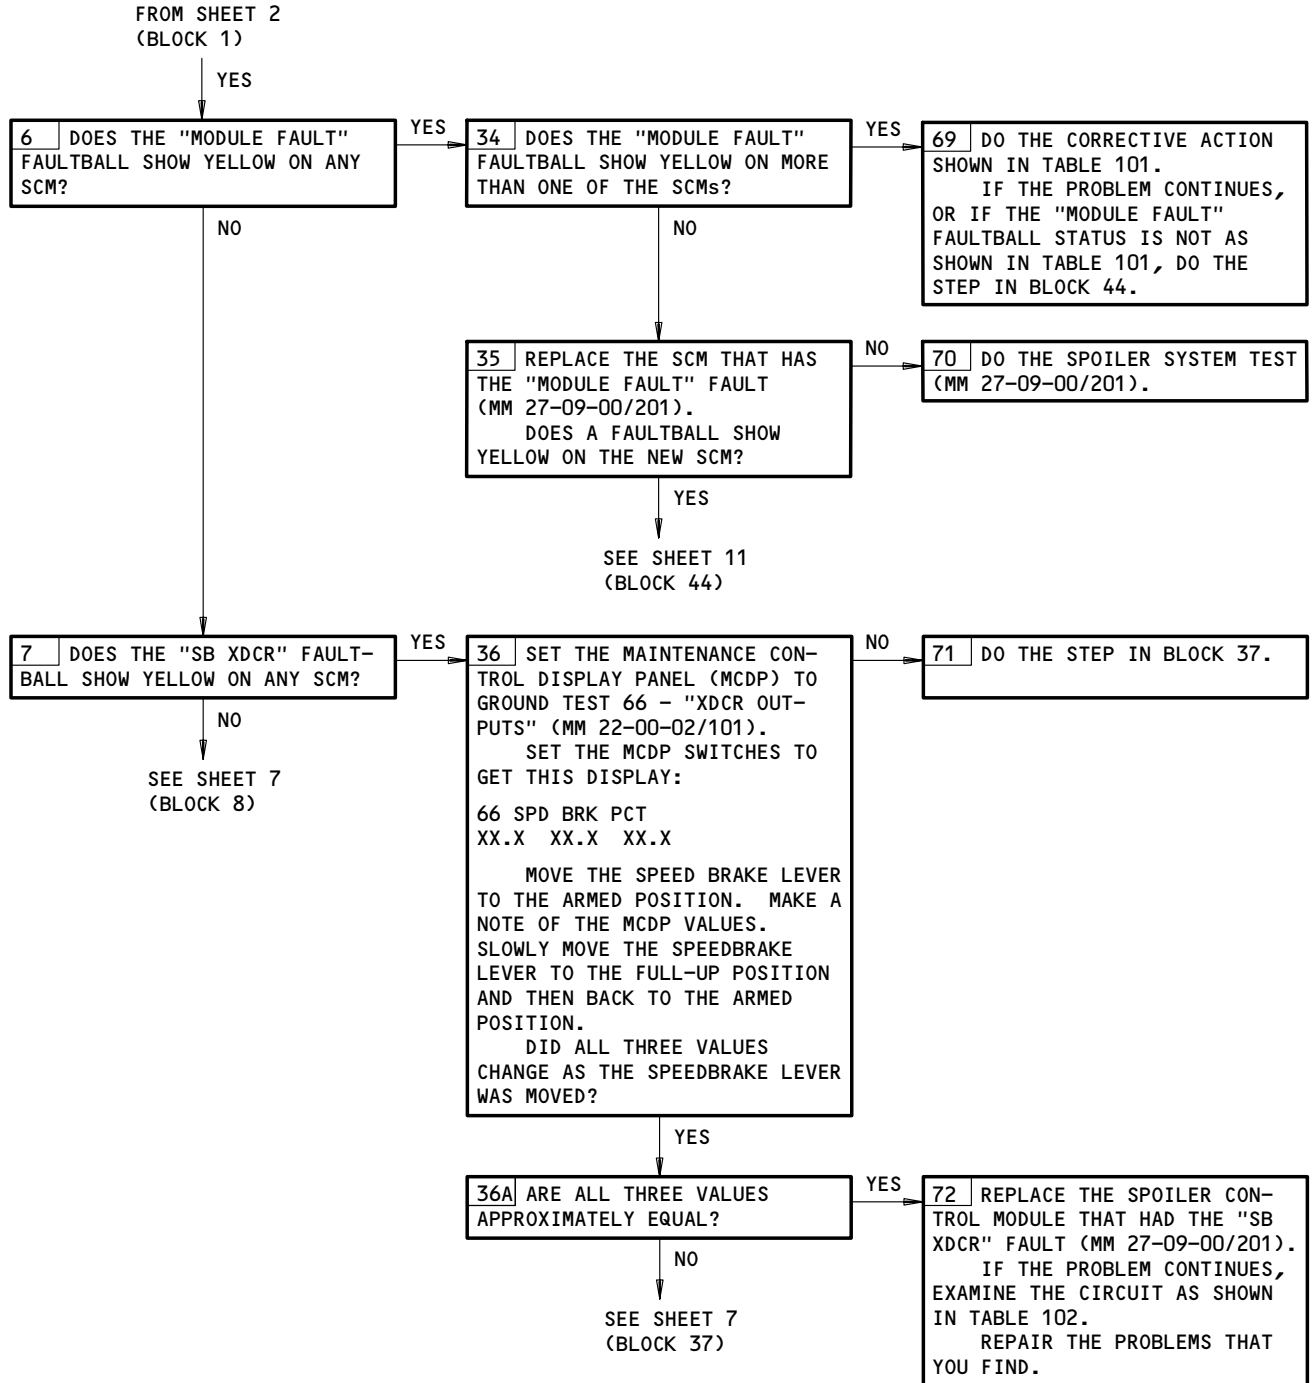 FROM SHEET 2
(BLOCK 1)
YES
6 DOES THE "MODULE FAULT"
FAULTBALL SHOW YELLOW ON ANY
SCM?
YES
NO
34 DOES THE "MODULE FAULT"
FAULTBALL SHOW YELLOW ON MORE
THAN ONE OF THE SCMs?
YES
NO
69 DO THE CORRECTIVE ACTION
SHOWN IN TABLE 101.
IF THE PROBLEM CONTINUES,
OR IF THE "MODULE FAULT"
FAULTBALL STATUS IS NOT AS
SHOWN IN TABLE 101, DO THE
STEP IN BLOCK 44.
35 REPLACE THE SCM THAT HAS
THE "MODULE FAULT" FAULT
(MM 27-09-00/201).
DOES A FAULTBALL SHOW
YELLOW ON THE NEW SCM?
NO
YES
70 DO THE SPOILER SYSTEM TEST
(MM 27-09-00/201).
SEE SHEET 11
(BLOCK 44)
7 DOES THE "SB XDCR" FAULT-
BALL SHOW YELLOW ON ANY SCM?
YES
NO
SEE SHEET 7
(BLOCK 8)
36 SET THE MAINTENANCE CON-
TROL DISPLAY PANEL (MCDP) TO
GROUND TEST 66 - "XDCR OUT-
PUTS" (MM 22-00-02/101).
SET THE MCDP SWITCHES TO
GET THIS DISPLAY:
66 SPD BRK PCT
XX.X XX.X XX.X
MOVE THE SPEED BRAKE LEVER
TO THE ARMED POSITION. MAKE A
NOTE OF THE MCDP VALUES.
SLOWLY MOVE THE SPEEDBRAKE
LEVER TO THE FULL-UP POSITION
AND THEN BACK TO THE ARMED
POSITION.
DID ALL THREE VALUES
CHANGE AS THE SPEEDBRAKE LEVER
WAS MOVED?
NO
YES
71 DO THE STEP IN BLOCK 37.
36A ARE ALL THREE VALUES
APPROXIMATELY EQUAL?
YES
NO
SEE SHEET 7
(BLOCK 37)
72 REPLACE THE SPOILER CON-
TROL MODULE THAT HAD THE "SB
XDCR" FAULT (MM 27-09-00/201).
IF THE PROBLEM CONTINUES,
EXAMINE THE CIRCUIT AS SHOWN
IN TABLE 102.
REPAIR THE PROBLEMS THAT
YOU FIND.